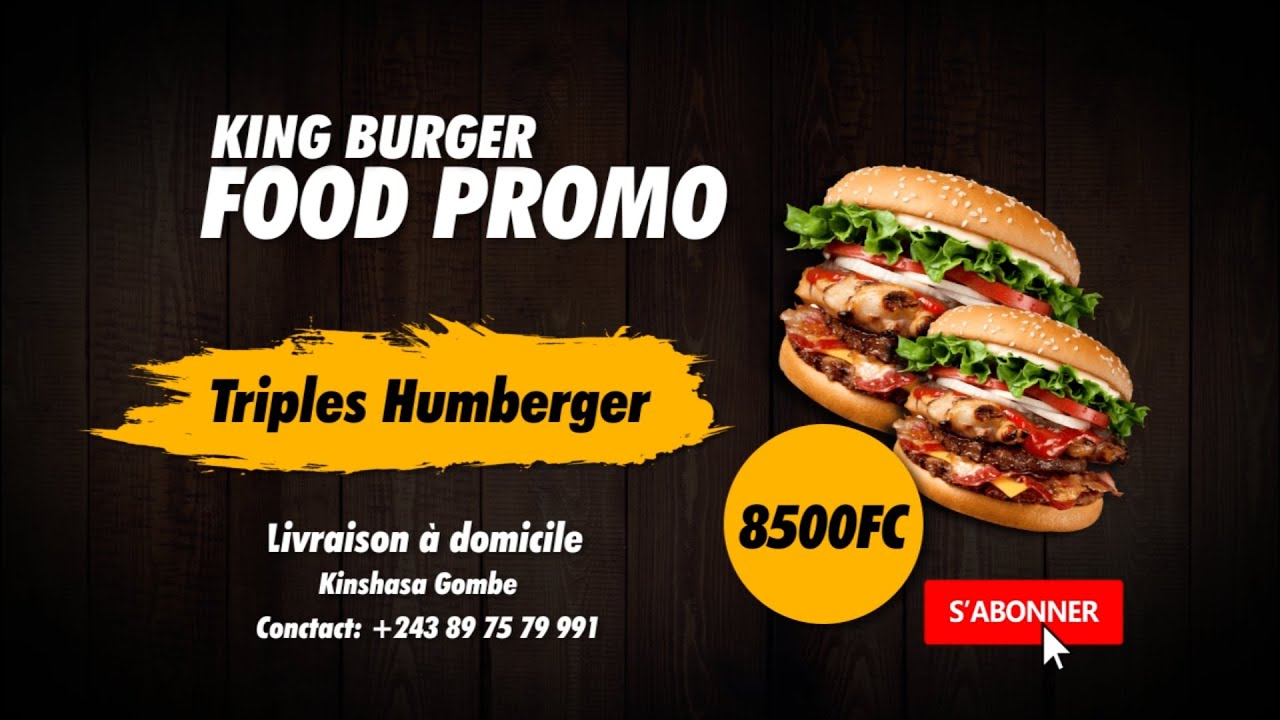 KING BURGER
FOOD PROMO
Triples Humberger
8500FC
Livraison à domicile
Kinshasa Gombe
Conctact: +243 89 75 79 991
S'ABONNER